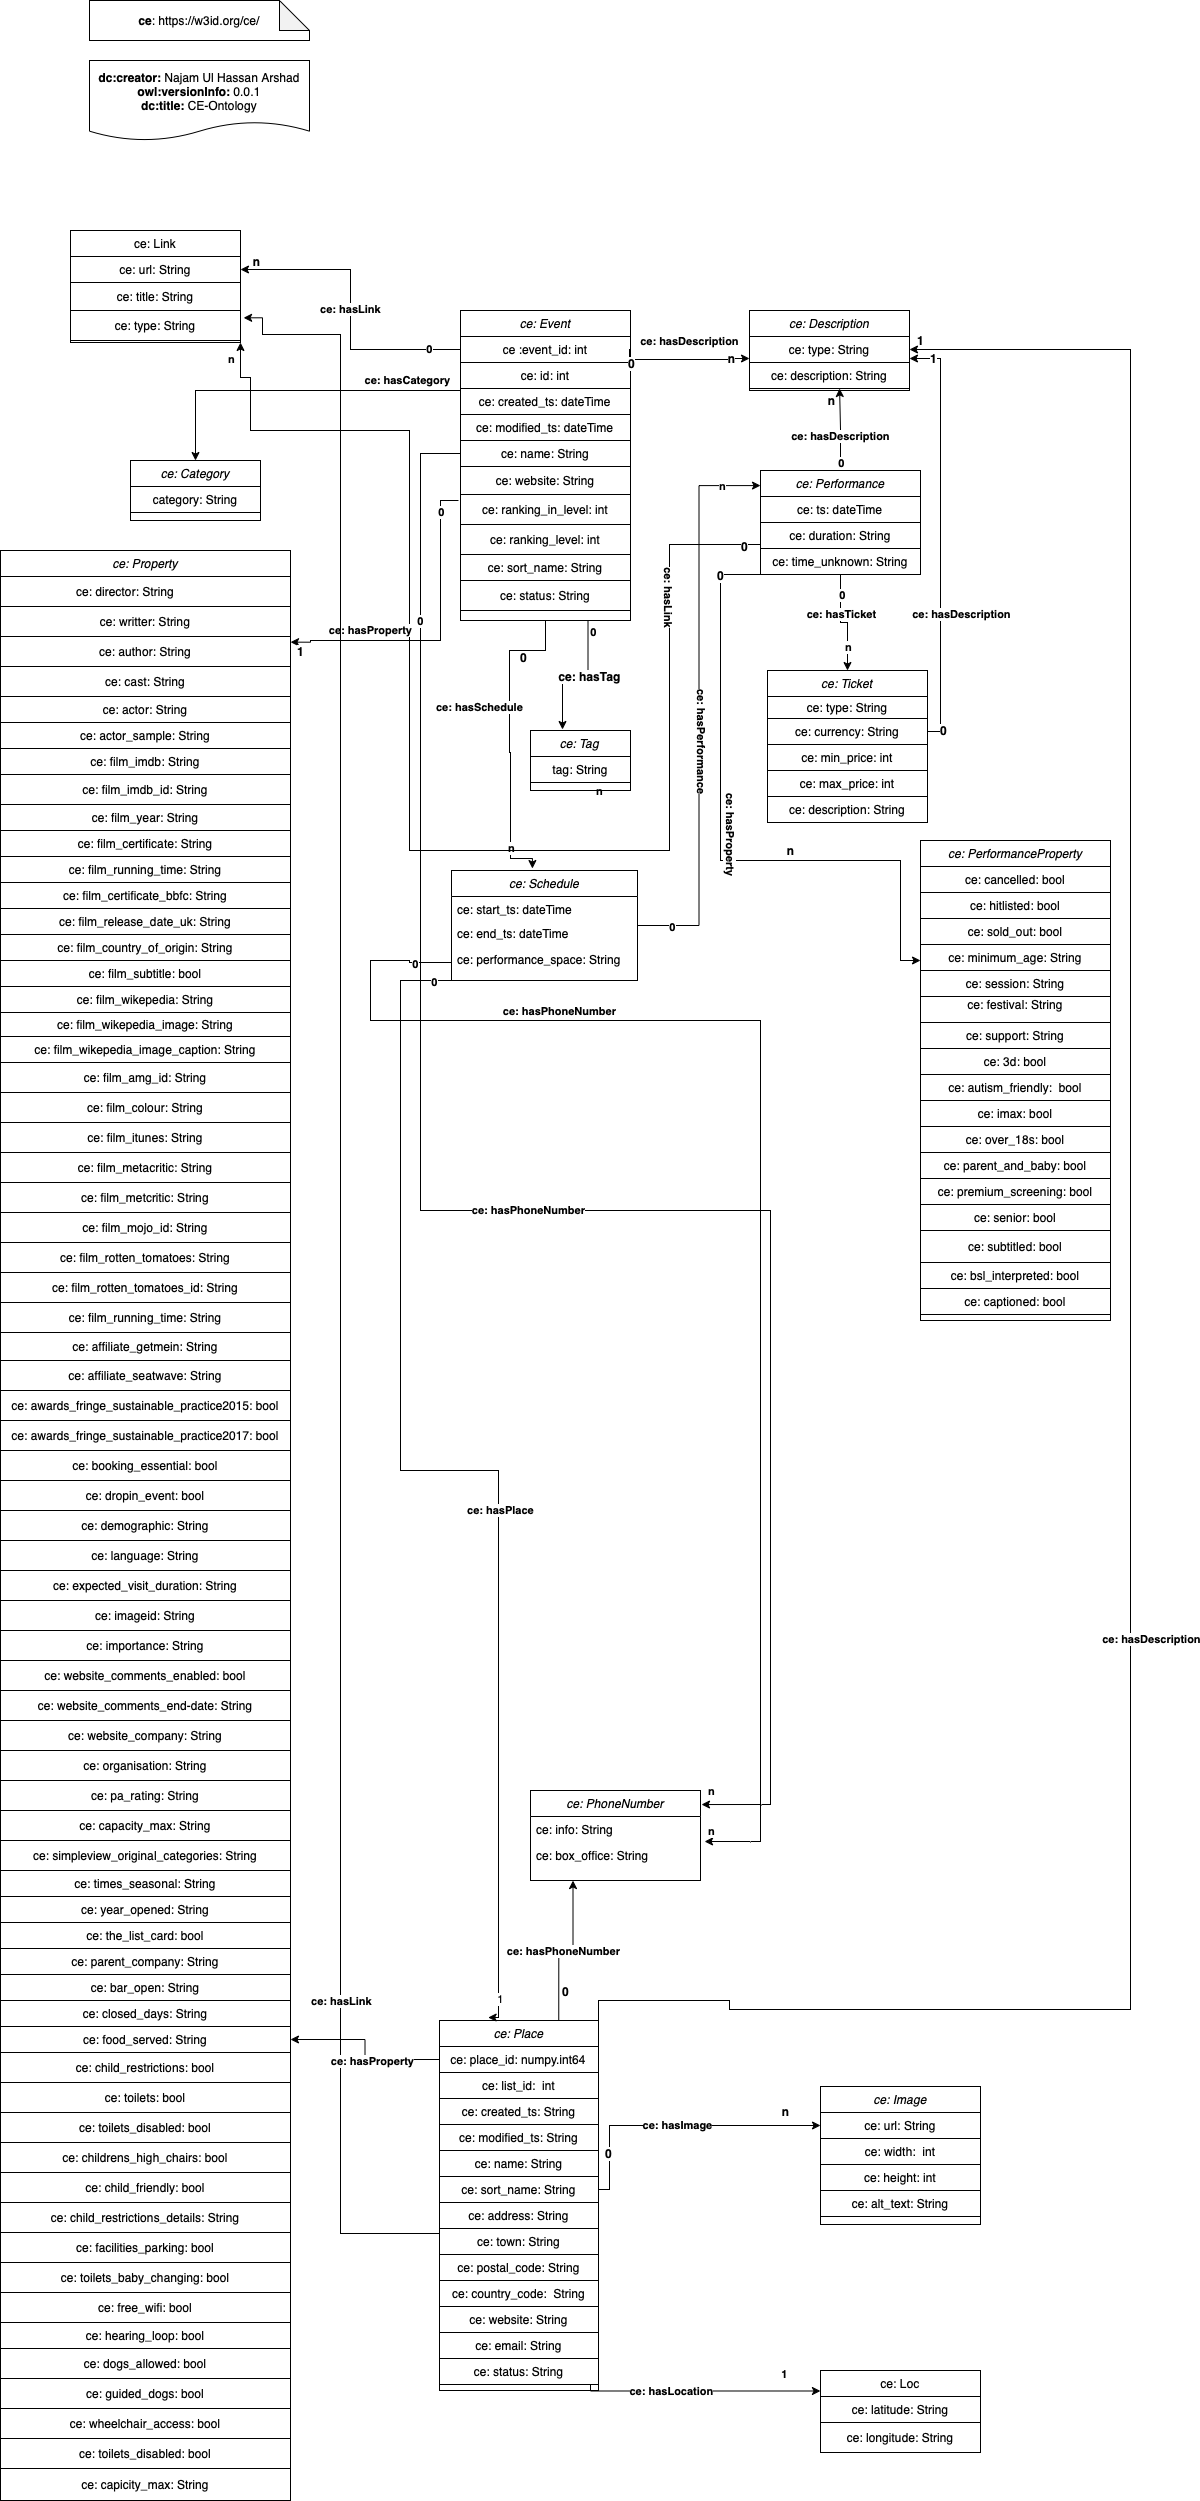 ce: https://w3id.org/ce/
dc:creator: Najam Ul Hassan Arshad
owl:versionInfo: 0.0.1
dc:title: CE-Ontology
ce: Link
ce: url: String
ce: title: String
ce: type: String
n
ce: hasLink
0
n
ce: hasCategory
ce: Event
ce :event_id: int
ce: id: int
ce: created_ts: dateTime
ce: modified_ts: dateTime
ce: name: String
ce: website: String
ce: ranking_in_level: int
ce: ranking_level: int
ce: sort_name: String
ce: status: String
ce: hasDescription
0
n
ce: Description
ce: type: String
ce: description: String
1
1
n
ce: hasDescription
0
ce: Category
category: String
ce: Performance
ce: ts: dateTime
ce: duration: String
ce: time_unknown: String
n
0
0
0
ce: hasTicket
n
ce: hasDescription
ce: Ticket
ce: type: String
ce: currency: String
ce: min_price: int
ce: max_price: int
ce: description: String
0
0
ce: hasProperty
1
0
0
ce: hasSchedule
0
ce: hasTag
ce: Tag
tag: String
n
ce: hasLink
ce: hasPerformance
ce: hasProperty
n
n
ce: Schedule
ce: start_ts: dateTime
ce: end_ts: dateTime
ce: performance_space: String
0
0
0
ce: hasPhoneNumber
ce: PerformanceProperty
ce: cancelled: bool
ce: hitlisted: bool
ce: sold_out: bool
ce: minimum_age: String
ce: session: String
ce: festival: String
ce: support: String
ce: 3d: bool
ce: autism_friendly:  bool
ce: imax: bool
ce: over_18s: bool
ce: parent_and_baby: bool
ce: premium_screening: bool
ce: senior: bool
ce: subtitled: bool
ce: bsl_interpreted: bool
ce: captioned: bool
ce: Property
ce: director: String
ce: writter: String
ce: author: String
ce: cast: String
ce: actor: String
ce: actor_sample: String
ce: film_imdb: String
ce: film_imdb_id: String
ce: film_year: String
ce: film_certificate: String
ce: film_running_time: String
ce: film_certificate_bbfc: String
ce: film_release_date_uk: String
ce: film_country_of_origin: String
ce: film_subtitle: bool
ce: film_wikepedia: String
ce: film_wikepedia_image: String
ce: film_wikepedia_image_caption: String
ce: film_amg_id: String
ce: film_colour: String
ce: film_itunes: String
ce: film_metacritic: String
ce: film_metcritic: String
ce: film_mojo_id: String
ce: film_rotten_tomatoes: String
ce: film_rotten_tomatoes_id: String
ce: film_running_time: String
ce: affiliate_getmein: String
ce: affiliate_seatwave: String
ce: awards_fringe_sustainable_practice2015: bool
ce: awards_fringe_sustainable_practice2017: bool
ce: booking_essential: bool
ce: dropin_event: bool
ce: demographic: String
ce: language: String
ce: expected_visit_duration: String
ce: imageid: String
ce: importance: String
ce: website_comments_enabled: bool
ce: website_comments_end-date: String
ce: website_company: String
ce: organisation: String
ce: pa_rating: String
ce: capacity_max: String
ce: simpleview_original_categories: String
ce: times_seasonal: String
ce: year_opened: String
ce: the_list_card: bool
ce: parent_company: String
ce: bar_open: String
ce: closed_days: String
ce: food_served: String
ce: child_restrictions: bool
ce: toilets: bool
ce: toilets_disabled: bool
ce: childrens_high_chairs: bool
ce: child_friendly: bool
ce: child_restrictions_details: String
ce: facilities_parking: bool
ce: toilets_baby_changing: bool
ce: free_wifi: bool
ce: hearing_loop: bool
ce: dogs_allowed: bool
ce: guided_dogs: bool
ce: wheelchair_access: bool
ce: toilets_disabled: bool
ce: capicity_max: String
ce: hasPhoneNumber
ce: hasPlace
ce: hasDescription
ce: PhoneNumber
ce: info: String
ce: box_office: String
n
n
ce: hasPhoneNumber
0
1
ce: hasLink
ce: hasProperty
ce: Place
ce: place_id: numpy.int64
ce: list_id:  int
ce: created_ts: String
ce: modified_ts: String
ce: name: String
ce: sort_name: String
ce: address: String
ce: town: String
ce: postal_code: String
ce: country_code:  String
ce: website: String
ce: email: String
ce: status: String
ce: hasImage
n
0
ce: Image
ce: url: String
ce: width:  int
ce: height: int
ce: alt_text: String
ce: hasLocation
1
ce: Loc
ce: latitude: String
ce: longitude: String